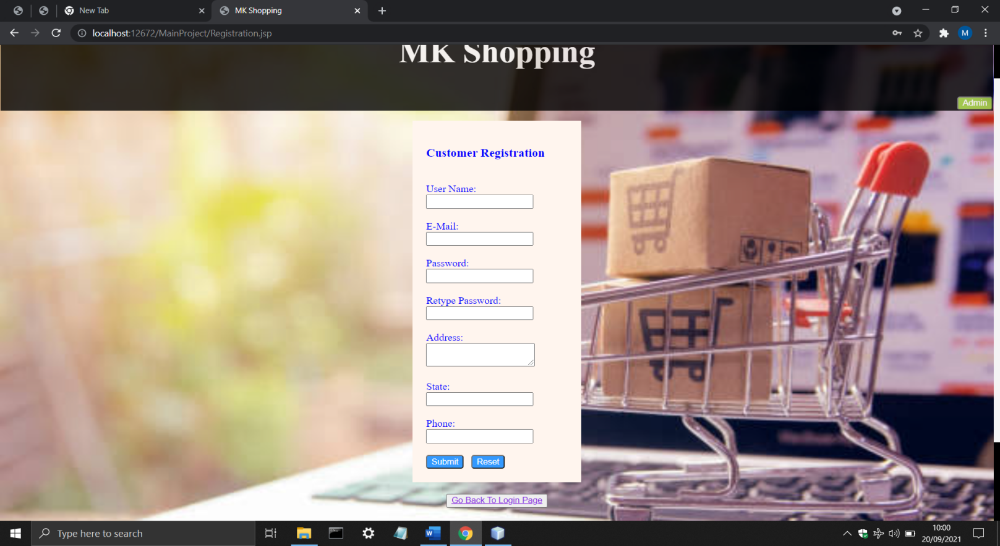 New Tab
MK Shopping
localhost:12672/MainProject/Registration.jsp
M
MK Shopping
Admin
Customer Registration
User Name:
E-Mail:
Password:
Retype Password:
Address:
State:
Phone:
Submit Reset
Go Back To Login Page
Type here to search
W
10:00
20/09/2021